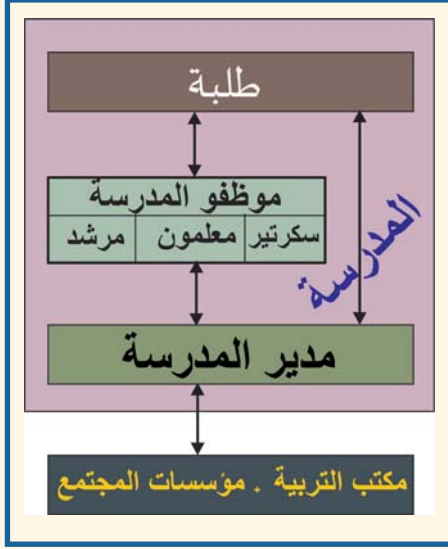 طلبة
موظفو المدرسة
سكرتير معلمون مرشد
المدرسة
مدير المدرسة
مكتب التربية + مؤسسات المجتمع